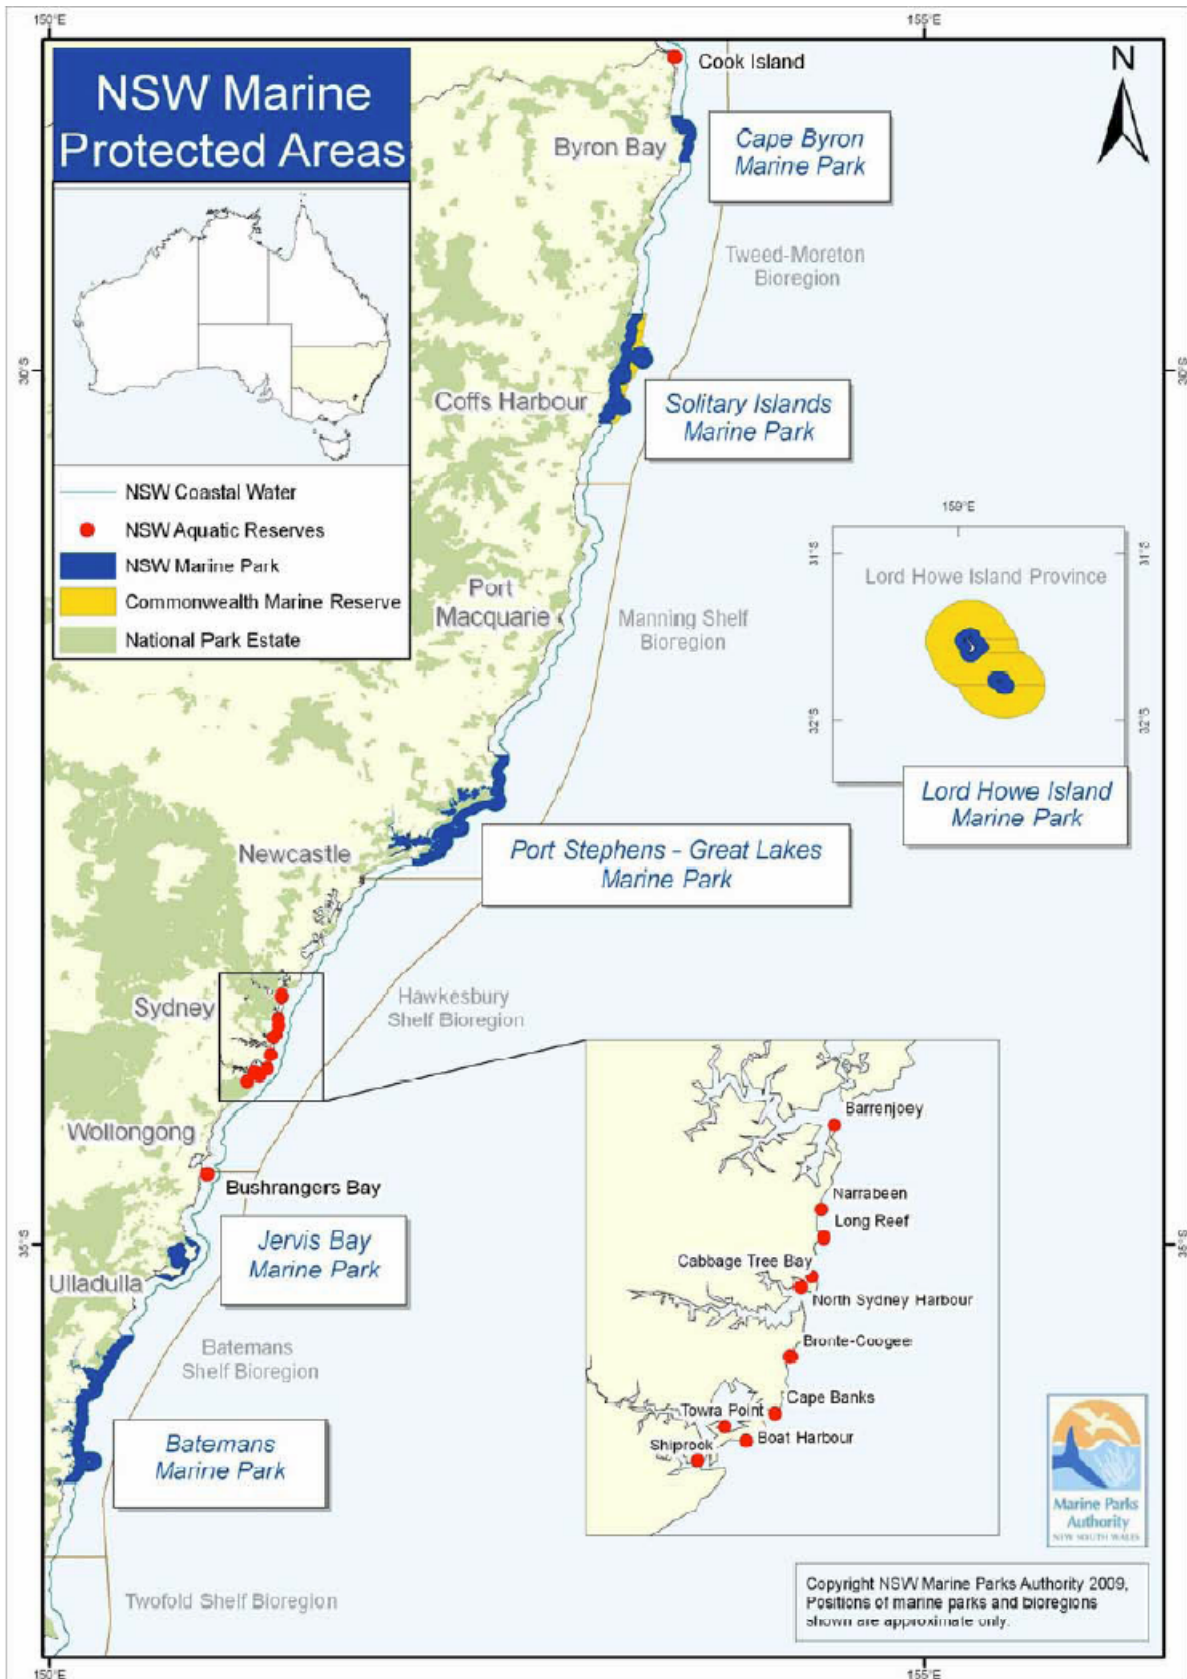 150°E
155°E
NSW Marine
Protected Areas
N
Cook Island
Byron Bay
Cape Byron
Marine Park
Tweed-Moreton
Bioregion
30°S
30°S
Coffs Harbour
Solitary Islands
Marine Park
NSW Coastal Water
NSW Aquatic Reserves
NSW Marine Park
Commonwealth Marine Reserve
National Park Estate
159°E
31°S
31°S
Lord Howe Island Province
32°S
32°S
Lord Howe Island
Marine Park
Port
Macquarie
Manning Shelf
Bioregion
Newcastle
Port Stephens - Great Lakes
Marine Park
Sydney
Hawkesbury
Shelf Bioregion
Wollongong
Bushrangers Bay
Jervis Bay
Marine Park
35°S
35°S
Ulladulla
Batemans
Shelf Bioregion
Batemans
Marine Park
Twofold Shelf Bioregion
Barrenjoey
Narrabeen
Long Reef
Cabbage Tree Bay
North Sydney Harbour
Bronte-Coogee
Cape Banks
Towra Point
Boat Harbour
Shiprock
Marine Parks
Authority
NEW SOUTH WALES
Copyright NSW Marine Parks Authority 2009,
Positions of marine parks and bioregions
shown are approximate only.
150°E
155°E